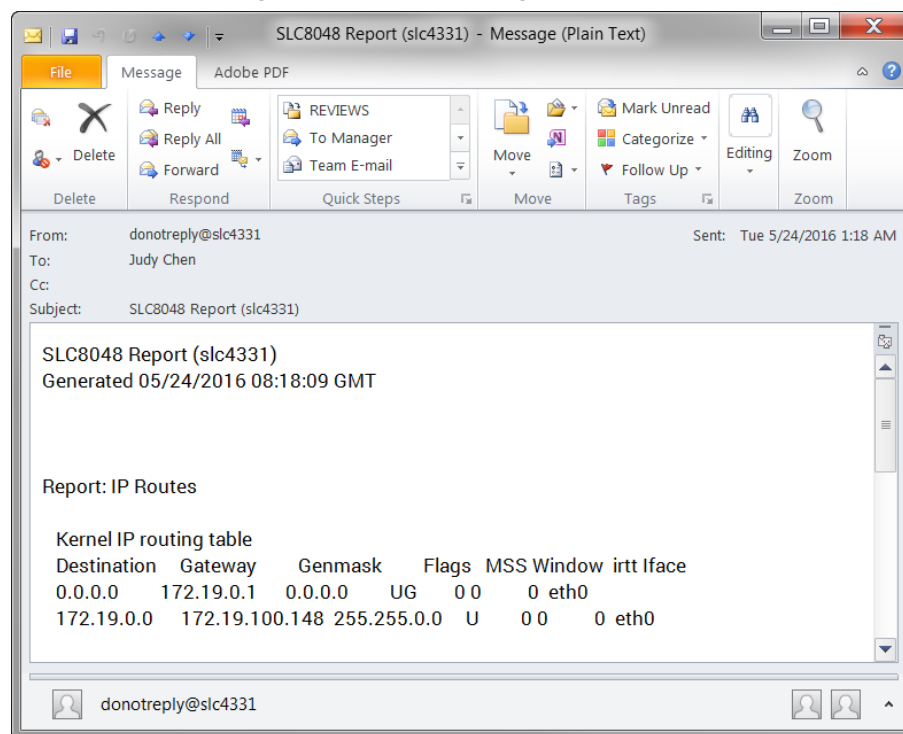 SLC8048 Report (slc4331) - Message (Plain Text)
File Message Adobe PDF
Delete
Reply
Reply All
Forward
REVIEWS
To Manager
Team E-mail
Move
Mark Unread
Categorize
Follow Up
Editing
Zoom
Delete Respond Quick Steps Move Tags Zoom
From: donotreply@slc4331 Sent: Tue 5/24/2016 1:18 AM
To: Judy Chen
Cc:
Subject: SLC8048 Report (slc4331)
SLC8048 Report (slc4331)
Generated 05/24/2016 08:18:09 GMT
Report: IP Routes
Kernel IP routing table
Destination Gateway Genmask Flags MSS Window irtt Iface
0.0.0.0 172.19.0.1 0.0.0.0 UG 0 0 0 eth0
172.19.0.0 172.19.100.148 255.255.0.0 U 0 0 0 eth0
donotreply@slc4331